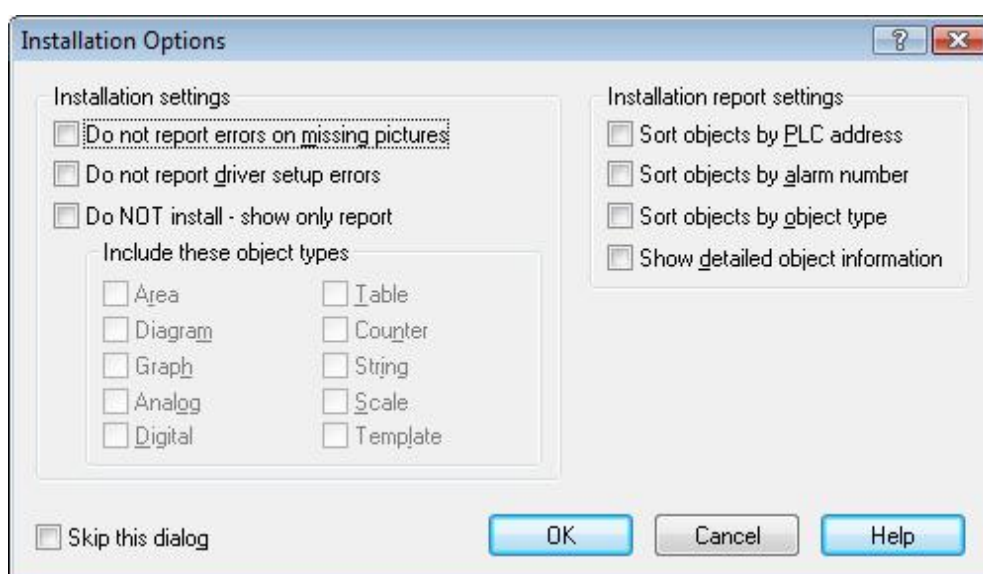 Installation Options
Installation settings
Do not report errors on missing pictures
Do not report driver setup errors
Do NOT install - show only report
Include these object types
Area
Diagram
Graph
Analog
Digital
Table
Counter
String
Scale
Template
Installation report settings
Sort objects by PLC address
Sort objects by alarm number
Sort objects by object type
Show detailed object information
Skip this dialog
OK
Cancel
Help